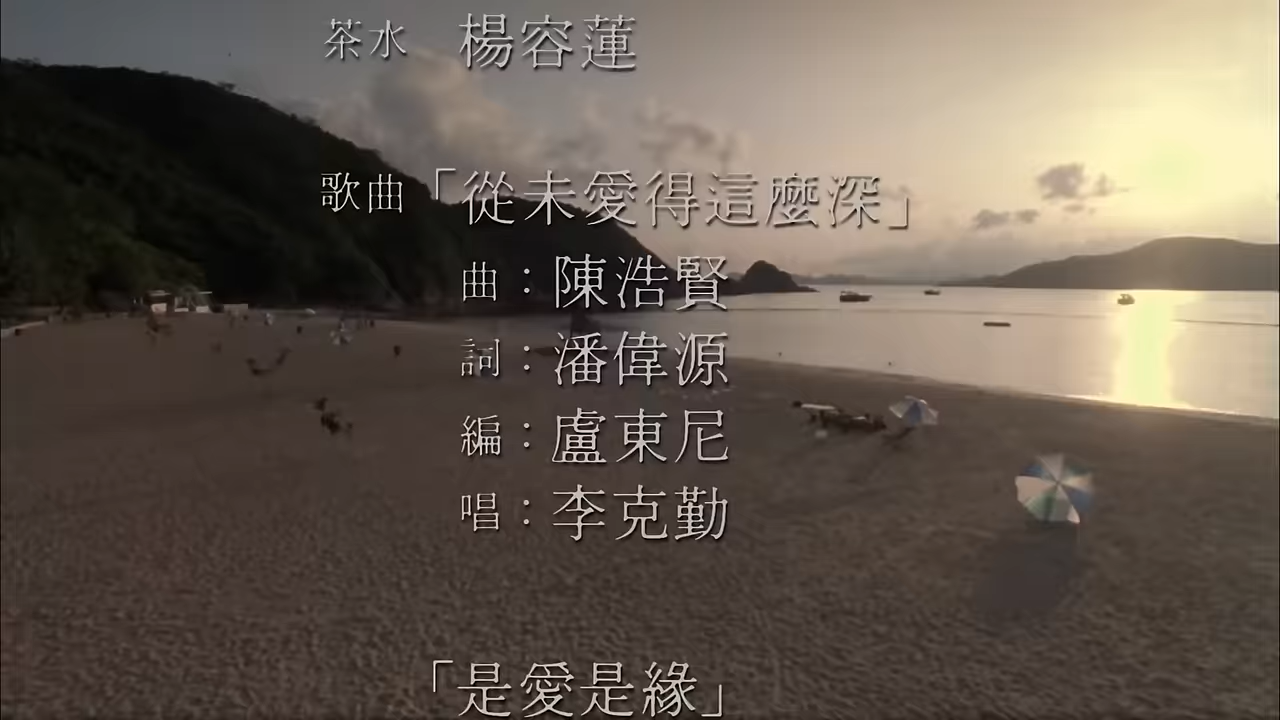 茶水 楊容蓮
歌曲「從未愛得這麼深」
曲：陳浩賢
詞：潘偉源
編：盧東尼
唱：李克勤
「是愛是緣」